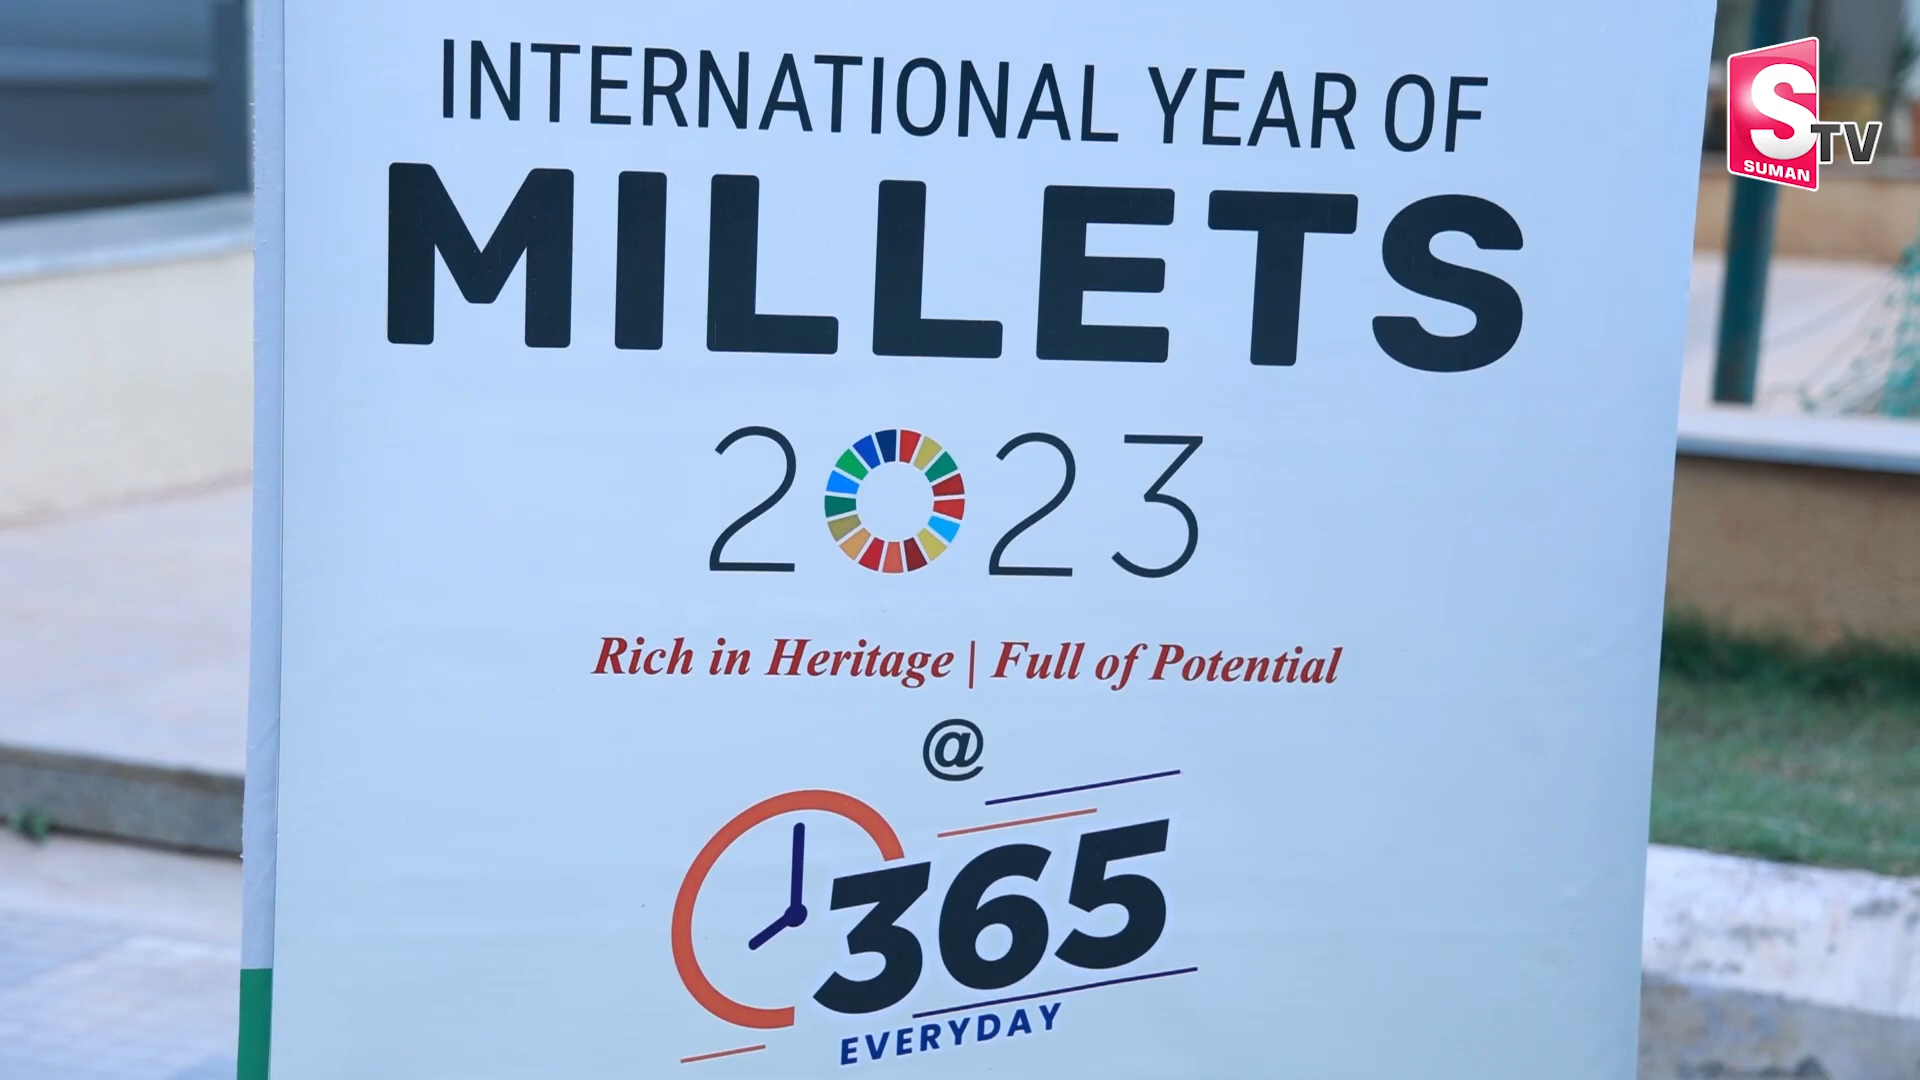 INTERNATIONAL YEAR OF
MILLETS
2023
Rich in Heritage | Full of Potential
@
365
EVERYDAY
S TV
SUMAN